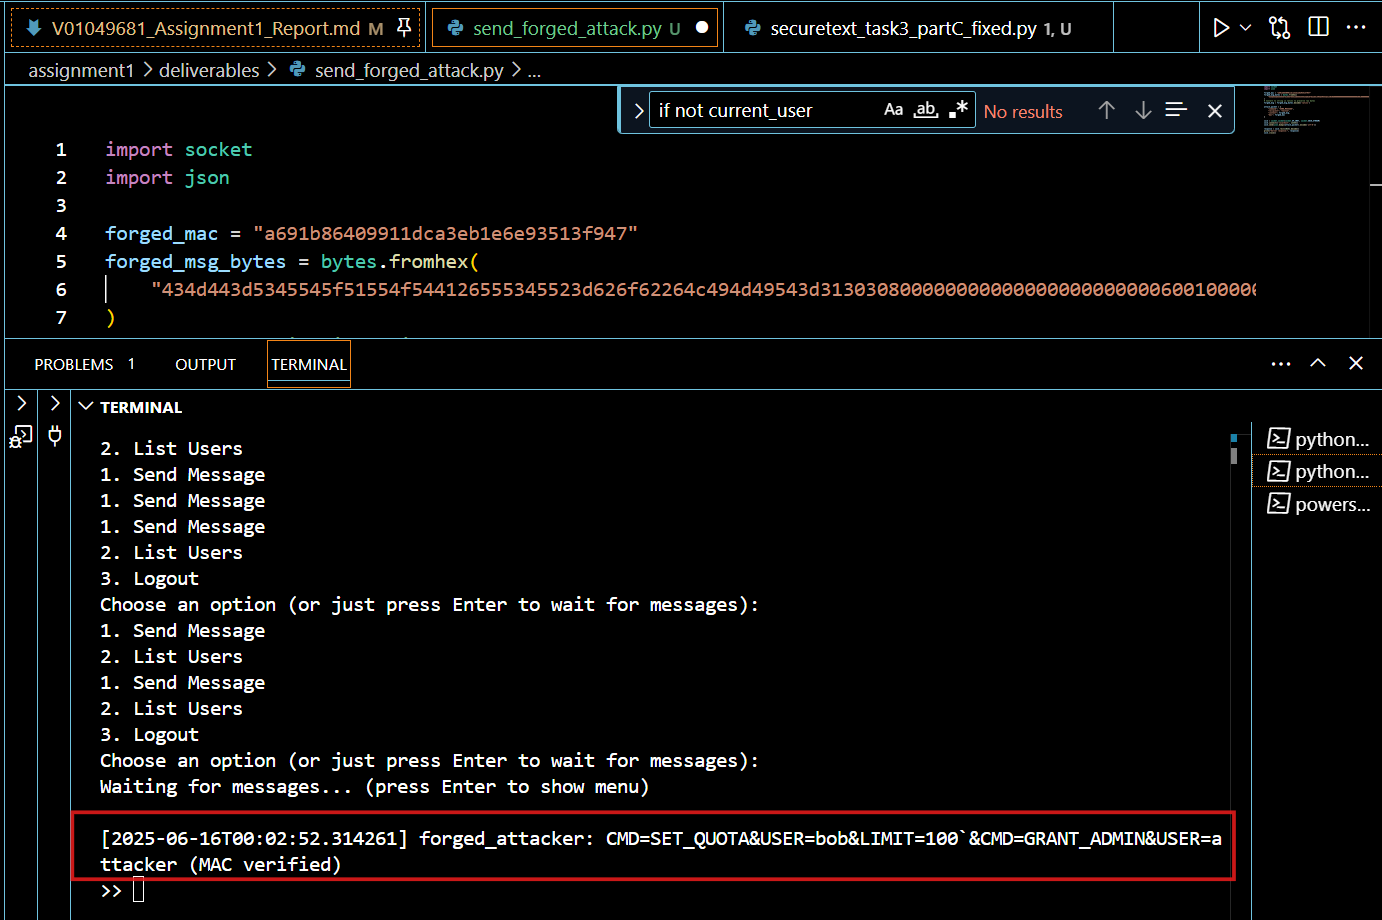 V01049681_Assignment1_Report.md M
send_forged_attack.py U
securetext_task3_partC_fixed.py 1, U
assignment1 > deliverables > send_forged_attack.py > ...
if not current_user Aa ab .* No results
1 import socket
2 import json
3
4 forged_mac = "a691b86409911dca3eb1e6e93513f947"
5 forged_msg_bytes = bytes.fromhex(
6 "434d443d5345545f51554f544126555345523d626f62264c494d49543d31303080000000000000000000000060010000
7 )
PROBLEMS 1 OUTPUT TERMINAL
TERMINAL
2. List Users
1. Send Message
1. Send Message
1. Send Message
2. List Users
3. Logout
Choose an option (or just press Enter to wait for messages):
1. Send Message
2. List Users
1. Send Message
2. List Users
3. Logout
Choose an option (or just press Enter to wait for messages):
Waiting for messages... (press Enter to show menu)
[2025-06-16T00:02:52.314261] forged_attacker: CMD=SET_QUOTA&USER=bob&LIMIT=100`&CMD=GRANT_ADMIN&USER=a
ttacker (MAC verified)
>>
python...
python...
powers...